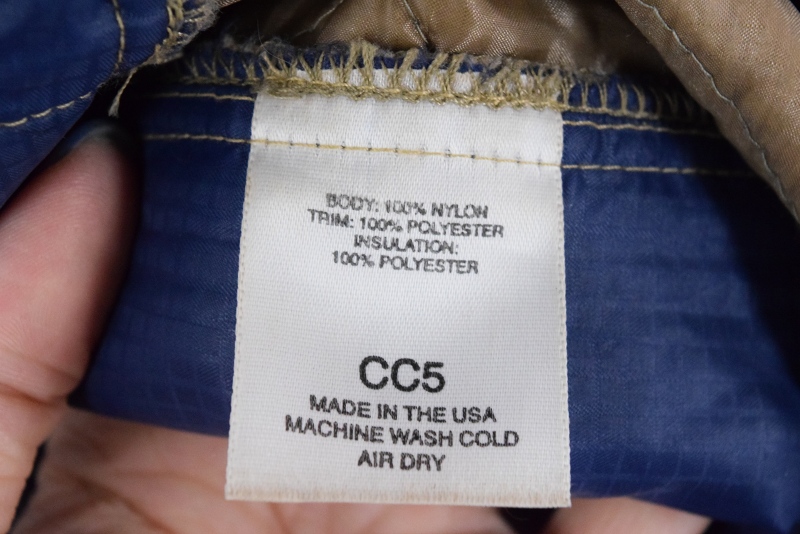 BODY: 100% NYLON
TRIM: 100% POLYESTER
INSULATION:
100% POLYESTER
CC5
MADE IN THE USA
MACHINE WASH COLD
AIR DRY